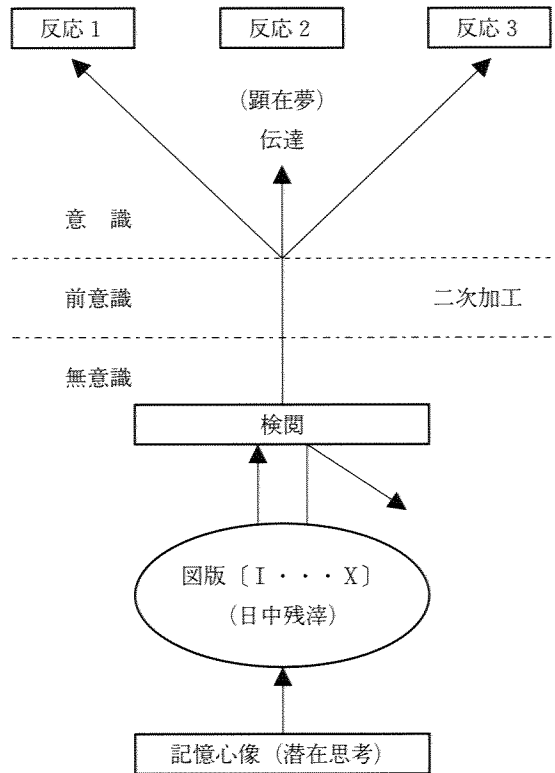 反応1 反応2 反応3
(顕在夢)
伝達
意 識
前意識 二次加工
無意識
検閲
図版〔I・・・X〕
(日中残滓)
記憶心像(潜在思考)